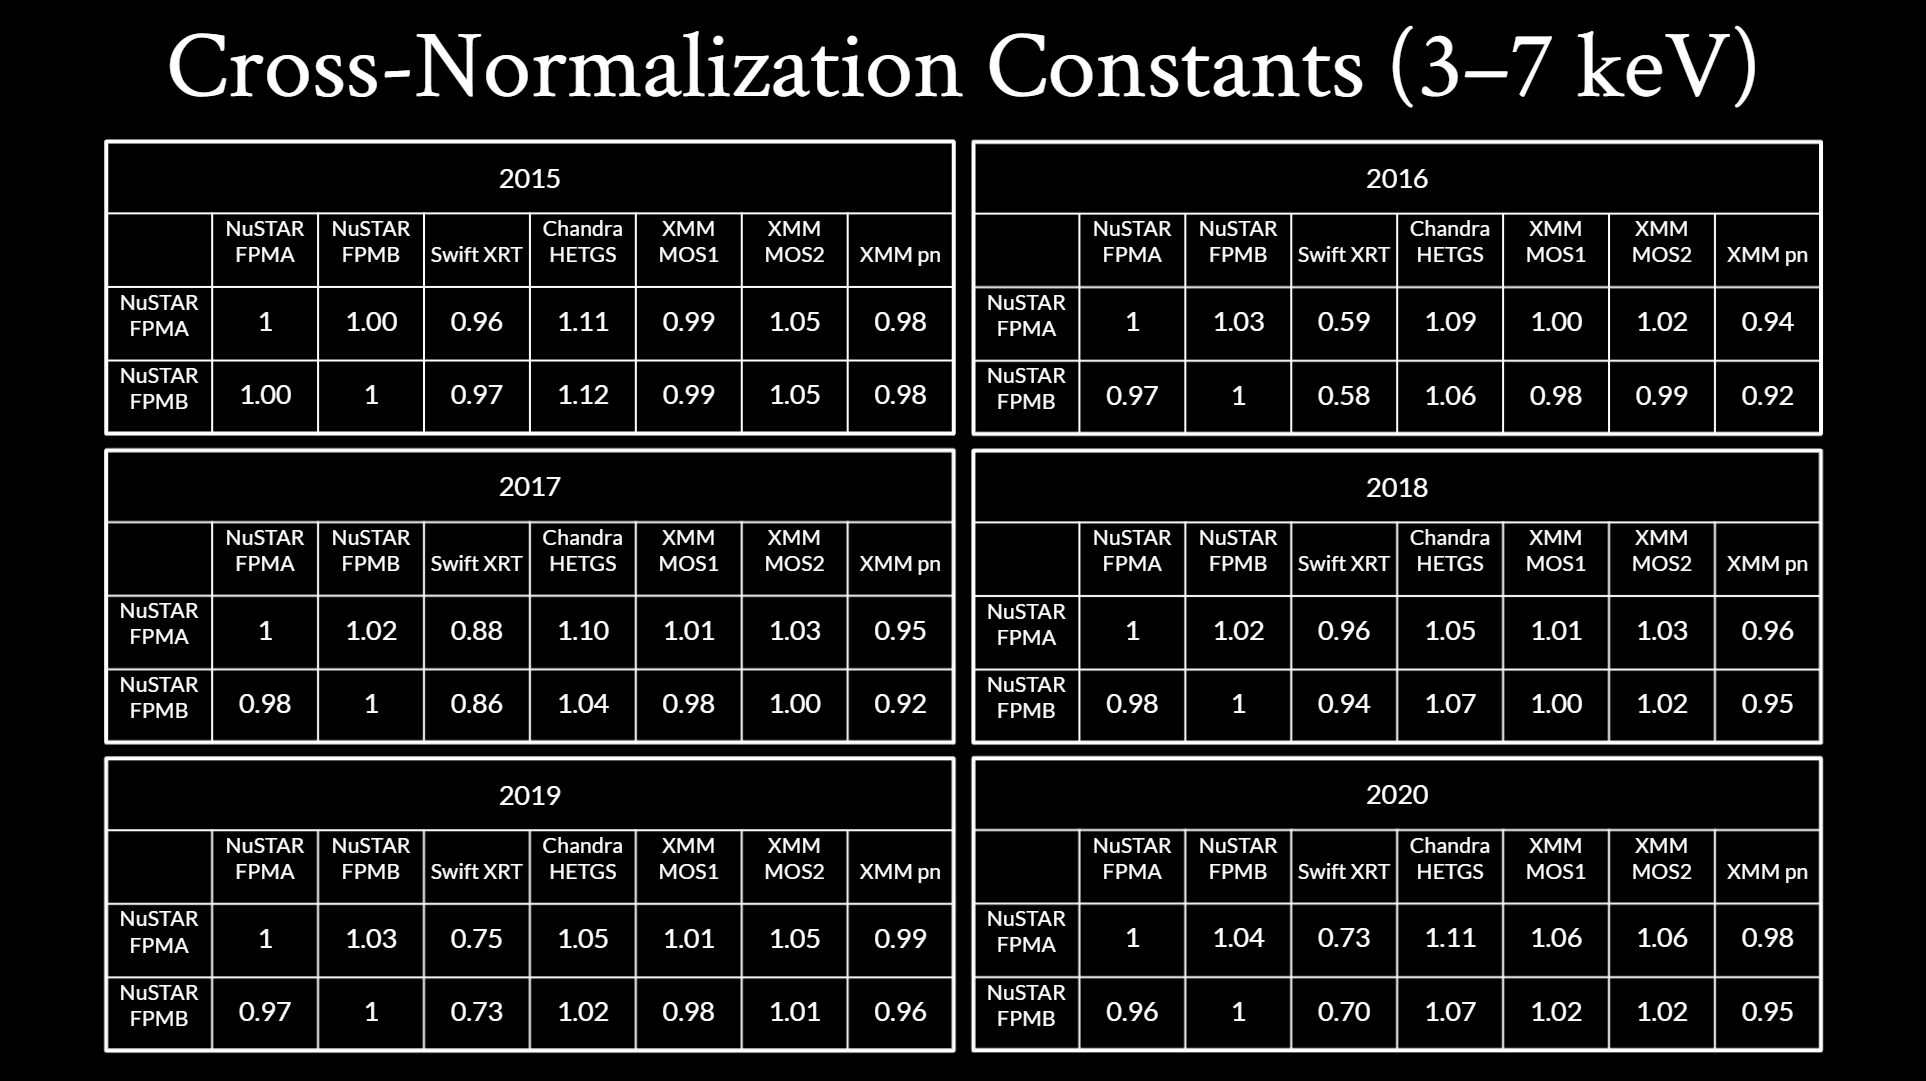 Cross-Normalization Constants (3–7 keV)
2015
NuSTAR FPMA NuSTAR FPMB Swift XRT Chandra HETGS XMM MOS1 XMM MOS2 XMM pn
NuSTAR FPMA 1 1.00 0.96 1.11 0.99 1.05 0.98
NuSTAR FPMB 1.00 1 0.97 1.12 0.99 1.05 0.98
2016
NuSTAR FPMA NuSTAR FPMB Swift XRT Chandra HETGS XMM MOS1 XMM MOS2 XMM pn
NuSTAR FPMA 1 1.03 0.59 1.09 1.00 1.02 0.94
NuSTAR FPMB 0.97 1 0.58 1.06 0.98 0.99 0.92
2017
NuSTAR FPMA NuSTAR FPMB Swift XRT Chandra HETGS XMM MOS1 XMM MOS2 XMM pn
NuSTAR FPMA 1 1.02 0.88 1.10 1.01 1.03 0.95
NuSTAR FPMB 0.98 1 0.86 1.04 0.98 1.00 0.92
2018
NuSTAR FPMA NuSTAR FPMB Swift XRT Chandra HETGS XMM MOS1 XMM MOS2 XMM pn
NuSTAR FPMA 1 1.02 0.96 1.05 1.01 1.03 0.96
NuSTAR FPMB 0.98 1 0.94 1.07 1.00 1.02 0.95
2019
NuSTAR FPMA NuSTAR FPMB Swift XRT Chandra HETGS XMM MOS1 XMM MOS2 XMM pn
NuSTAR FPMA 1 1.03 0.75 1.05 1.01 1.05 0.99
NuSTAR FPMB 0.97 1 0.73 1.02 0.98 1.01 0.96
2020
NuSTAR FPMA NuSTAR FPMB Swift XRT Chandra HETGS XMM MOS1 XMM MOS2 XMM pn
NuSTAR FPMA 1 1.04 0.73 1.11 1.06 1.06 0.98
NuSTAR FPMB 0.96 1 0.70 1.07 1.02 1.02 0.95